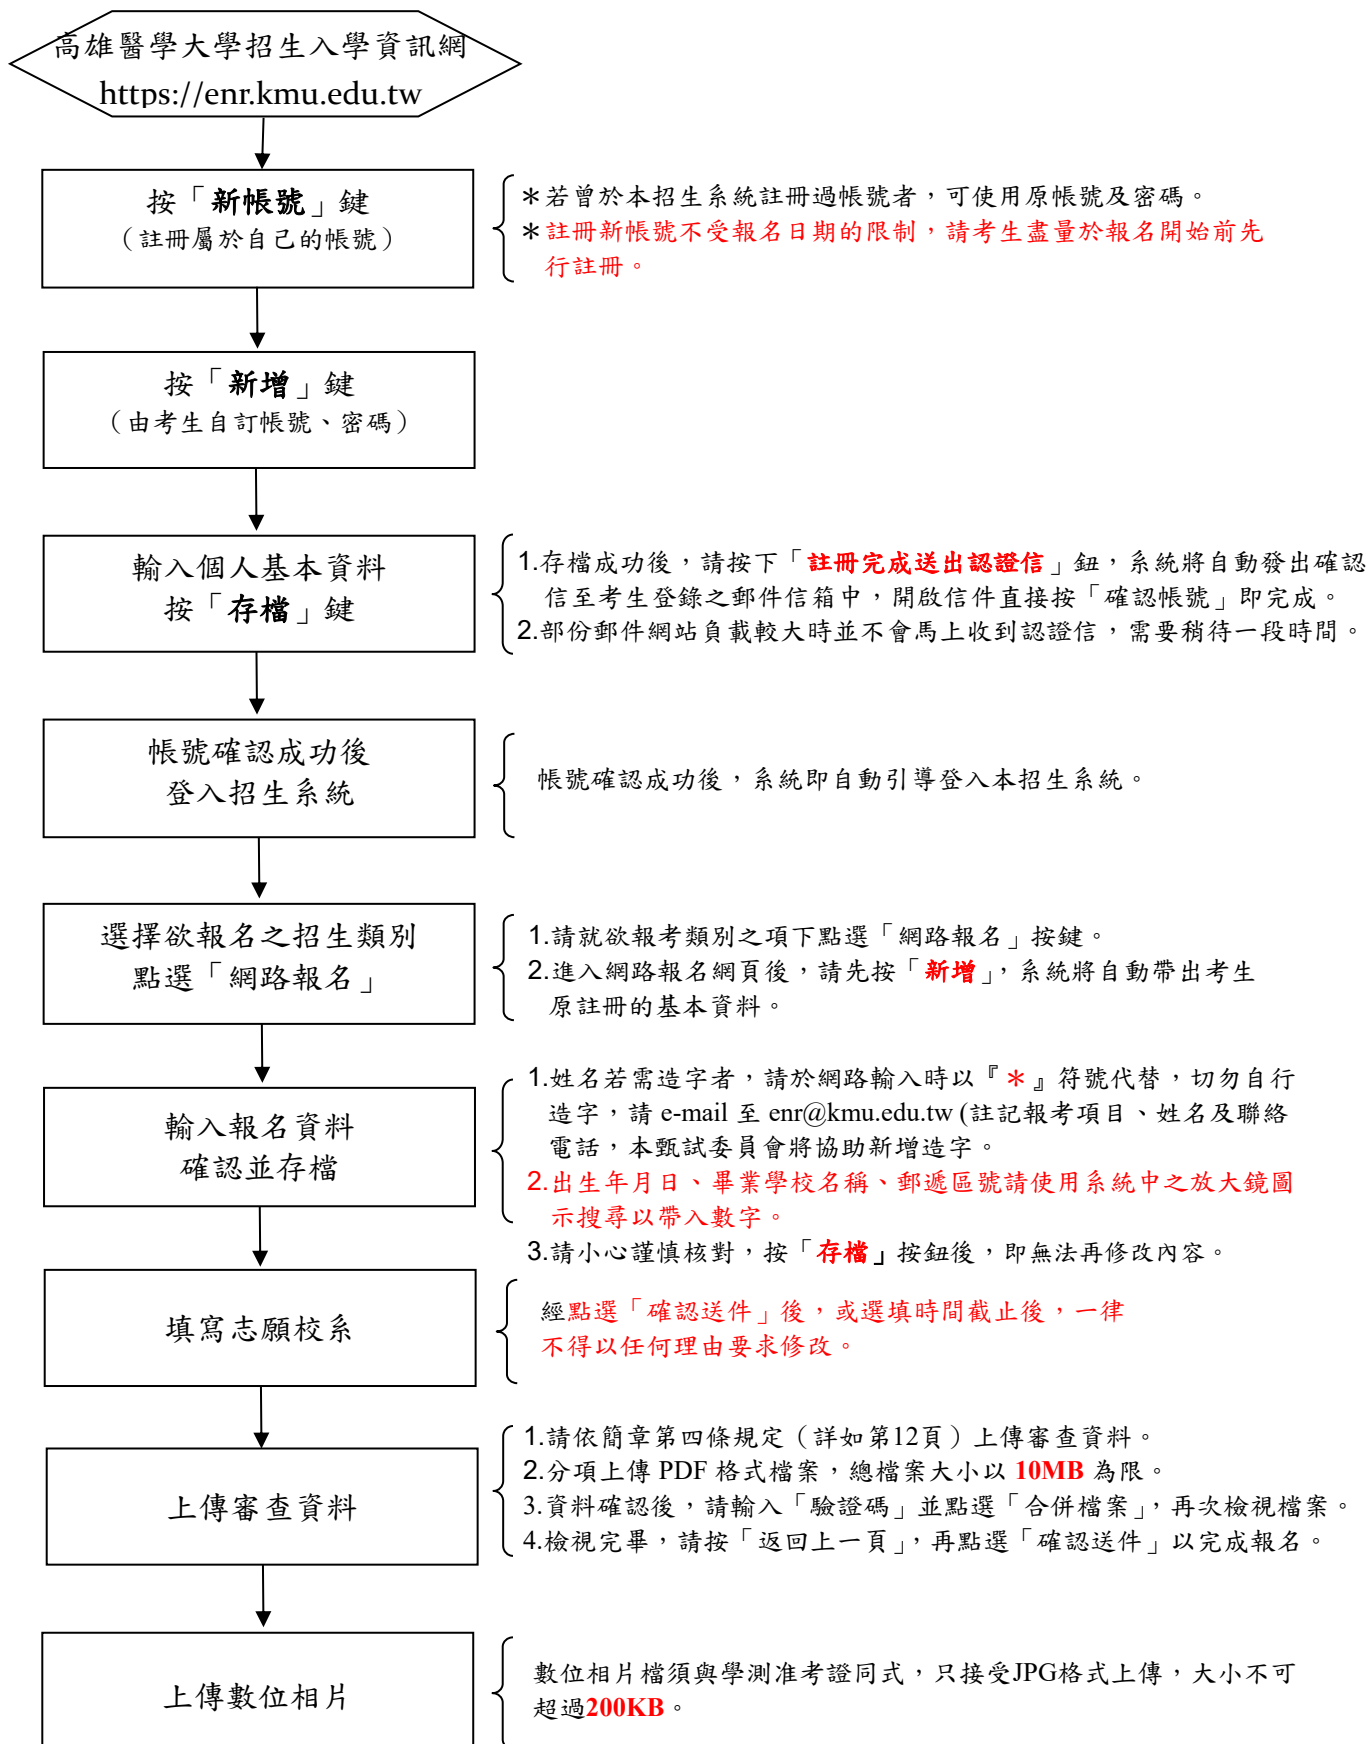 高雄醫學大學招生入學資訊網
https://enr.kmu.edu.tw
按「新帳號」鍵
（註冊屬於自己的帳號）
＊若曾於本招生系統註冊過帳號者，可使用原帳號及密碼。
＊註冊新帳號不受報名日期的限制，請考生盡量於報名開始前先
行註冊。
按「新增」鍵
（由考生自訂帳號、密碼）
輸入個人基本資料
按「存檔」鍵
1.存檔成功後，請按下「註冊完成送出認證信」鈕，系統將自動發出確認
信至考生登錄之郵件信箱中，開啟信件直接按「確認帳號」即完成。
2.部份郵件網站負載較大時並不會馬上收到認證信，需要稍待一段時間。
帳號確認成功後
登入招生系統
帳號確認成功後，系統即自動引導登入本招生系統。
選擇欲報名之招生類別
點選「網路報名」
1.請就欲報考類別之項下點選「網路報名」按鍵。
2.進入網路報名網頁後，請先按「新增」，系統將自動帶出考生
原註冊的基本資料。
輸入報名資料
確認並存檔
1.姓名若需造字者，請於網路輸入時以『＊』符號代替，切勿自行
造字，請 e-mail 至 enr@kmu.edu.tw (註記報考項目、姓名及聯絡
電話，本甄試委員會將協助新增造字。
2.出生年月日、畢業學校名稱、郵遞區號請使用系統中之放大鏡圖
示搜尋以帶入數字。
3.請小心謹慎核對，按「存檔」按鈕後，即無法再修改內容。
填寫志願校系
經點選「確認送件」後，或選填時間截止後，一律
不得以任何理由要求修改。
上傳審查資料
1.請依簡章第四條規定（詳如第12頁）上傳審查資料。
2.分項上傳 PDF 格式檔案，總檔案大小以 10MB 為限。
3.資料確認後，請輸入「驗證碼」並點選「合併檔案」，再次檢視檔案。
4.檢視完畢，請按「返回上一頁」，再點選「確認送件」以完成報名。
上傳數位相片
數位相片檔須與學測准考證同式，只接受JPG格式上傳，大小不可
超過200KB。